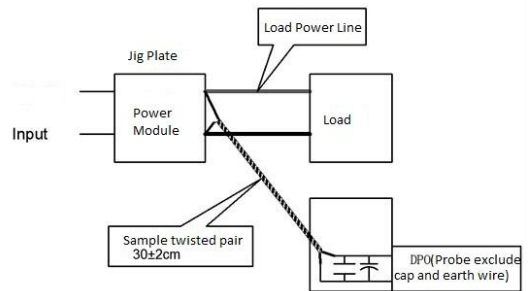 Load Power Line
Jig Plate
Input
Power
Module
Load
Sample twisted pair
30±2cm
DPO(Probe exclude
cap and earth wire)